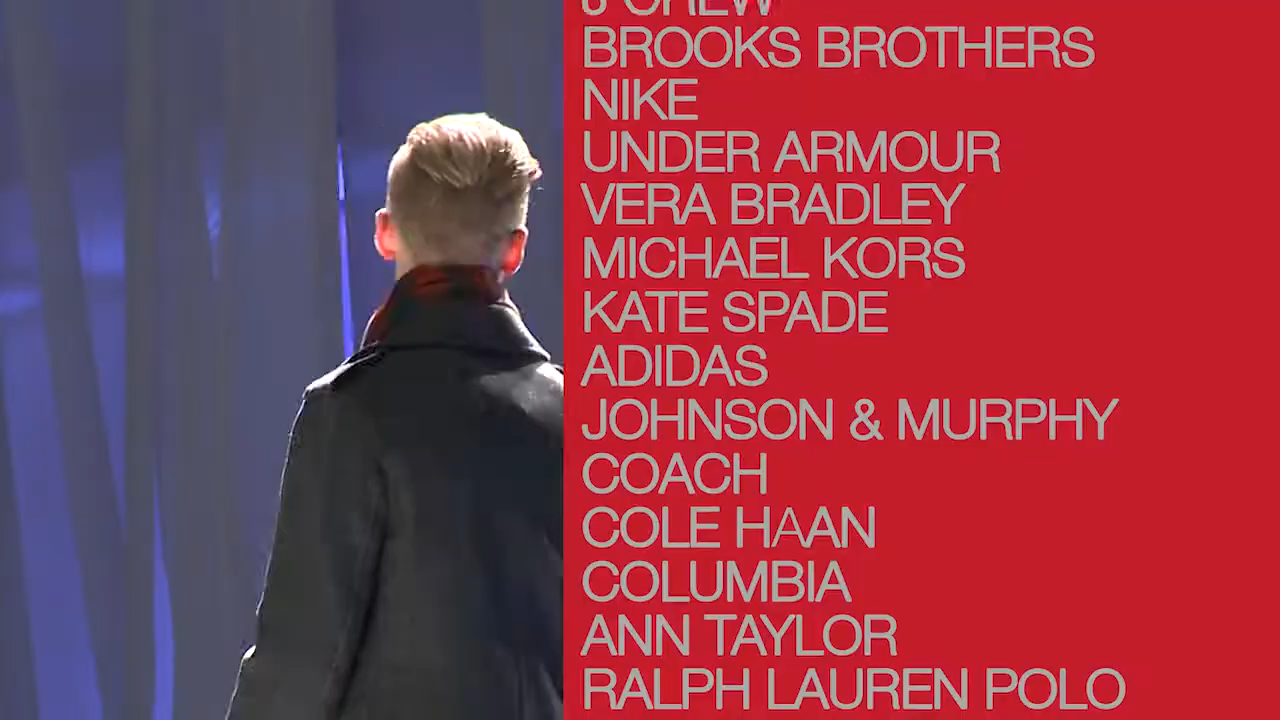 J CREW
BROOKS BROTHERS
NIKE
UNDER ARMOUR
VERA BRADLEY
MICHAEL KORS
KATE SPADE
ADIDAS
JOHNSON & MURPHY
COACH
COLE HAAN
COLUMBIA
ANN TAYLOR
RALPH LAUREN POLO